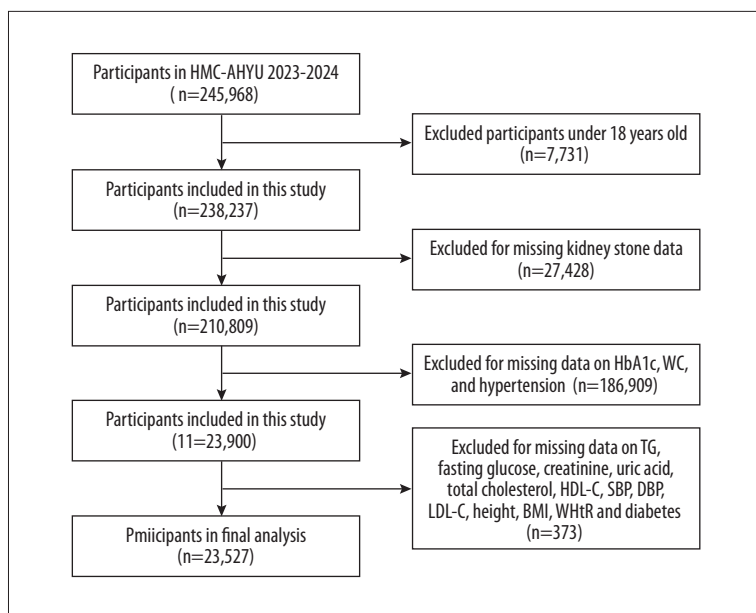 Participants in HMC-AHYU 2023-2024
( n=245,968)
Excluded participants under 18 years old
(n=7,731)
Participants included in this study
(n=238,237)
Excluded for missing kidney stone data
(n=27,428)
Participants included in this study
(n=210,809)
Excluded for missing data on HbA1c, WC,
and hypertension (n=186,909)
Participants included in this study
(11=23,900)
Excluded for missing data on TG,
fasting glucose, creatinine, uric acid,
total cholesterol, HDL-C, SBP, DBP,
LDL-C, height, BMI, WHtR and diabetes
(n=373)
Pmiicipants in final analysis
(n=23,527)